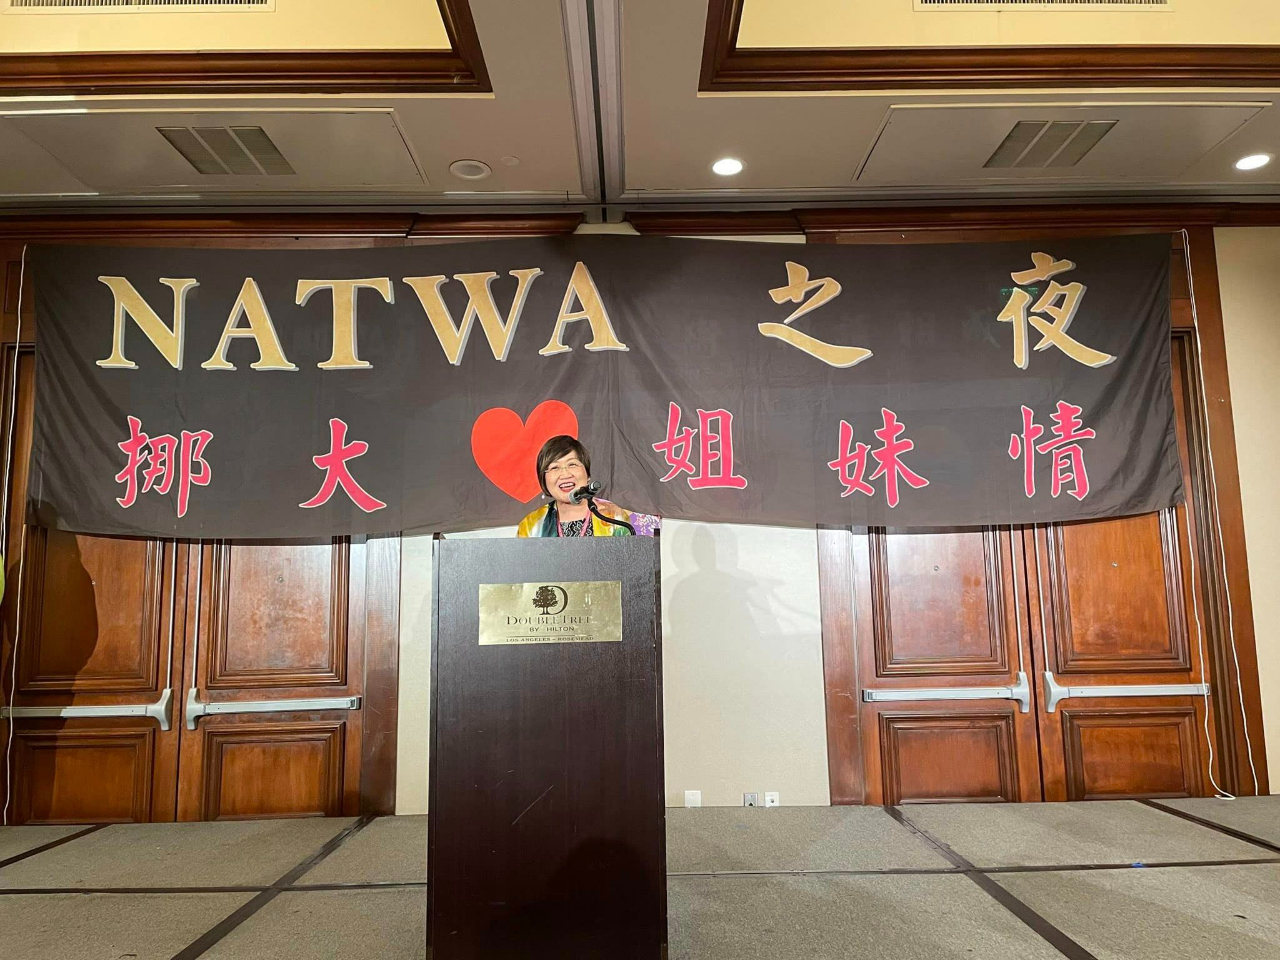 NATWA 之夜
挪大 姐妹情
DOUBLETREE
BY HILTON
LOS ANGELES - ROSEMEAD